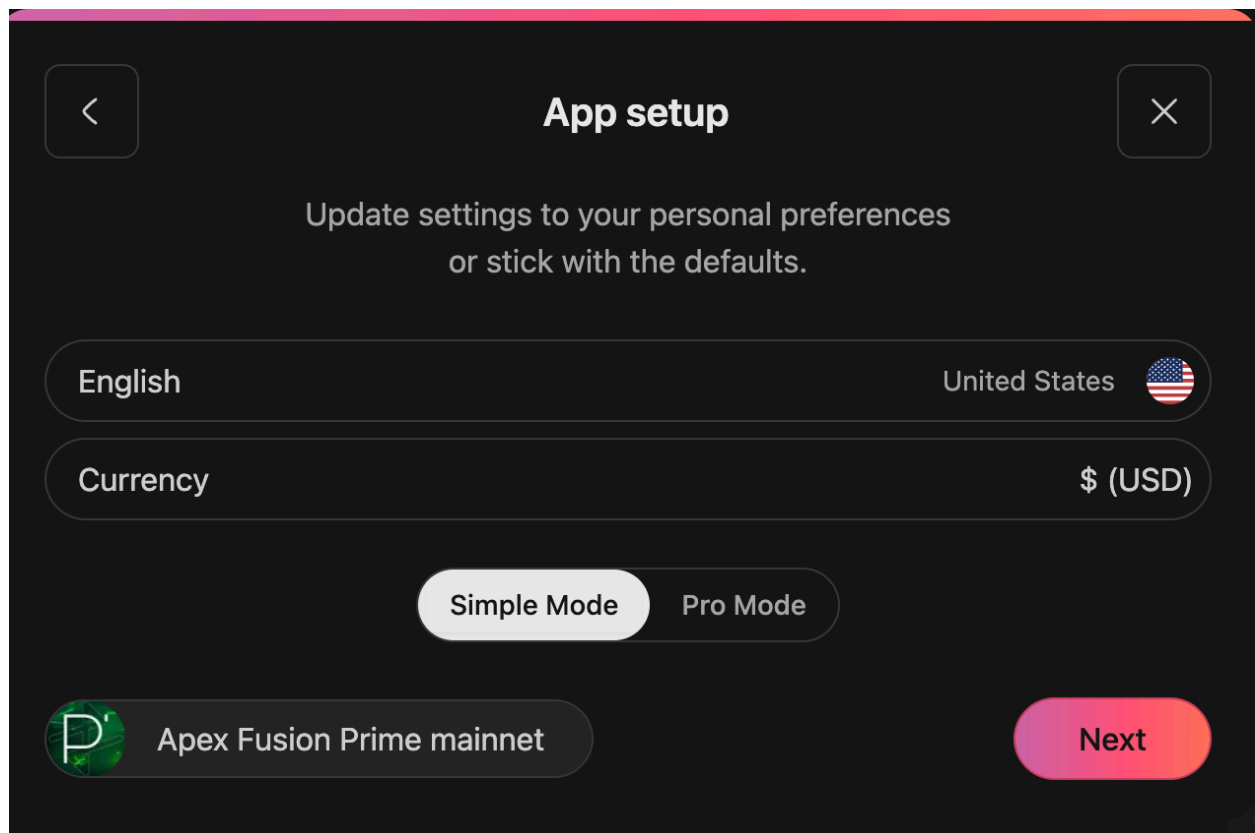 App setup
Update settings to your personal preferences
or stick with the defaults.
English United States
Currency $ (USD)
Simple Mode Pro Mode
P' Apex Fusion Prime mainnet Next